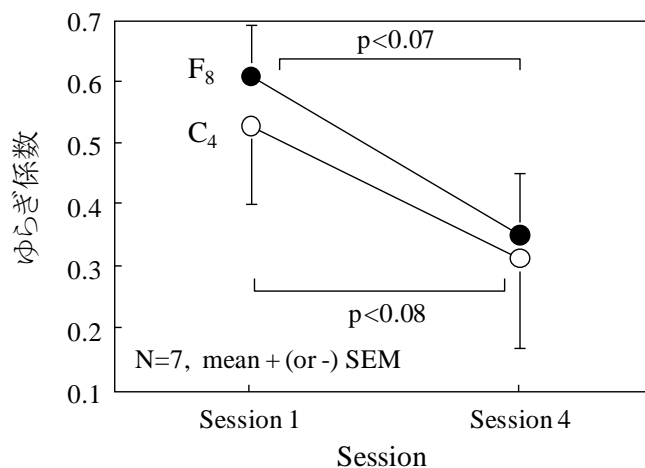 0.7
p<0.07
F₈
0.6
C₄
0.5
ゆらぎ係数
0.4
0.3
p<0.08
0.2
N=7, mean + (or -) SEM
0.1
Session 1
Session 4
Session